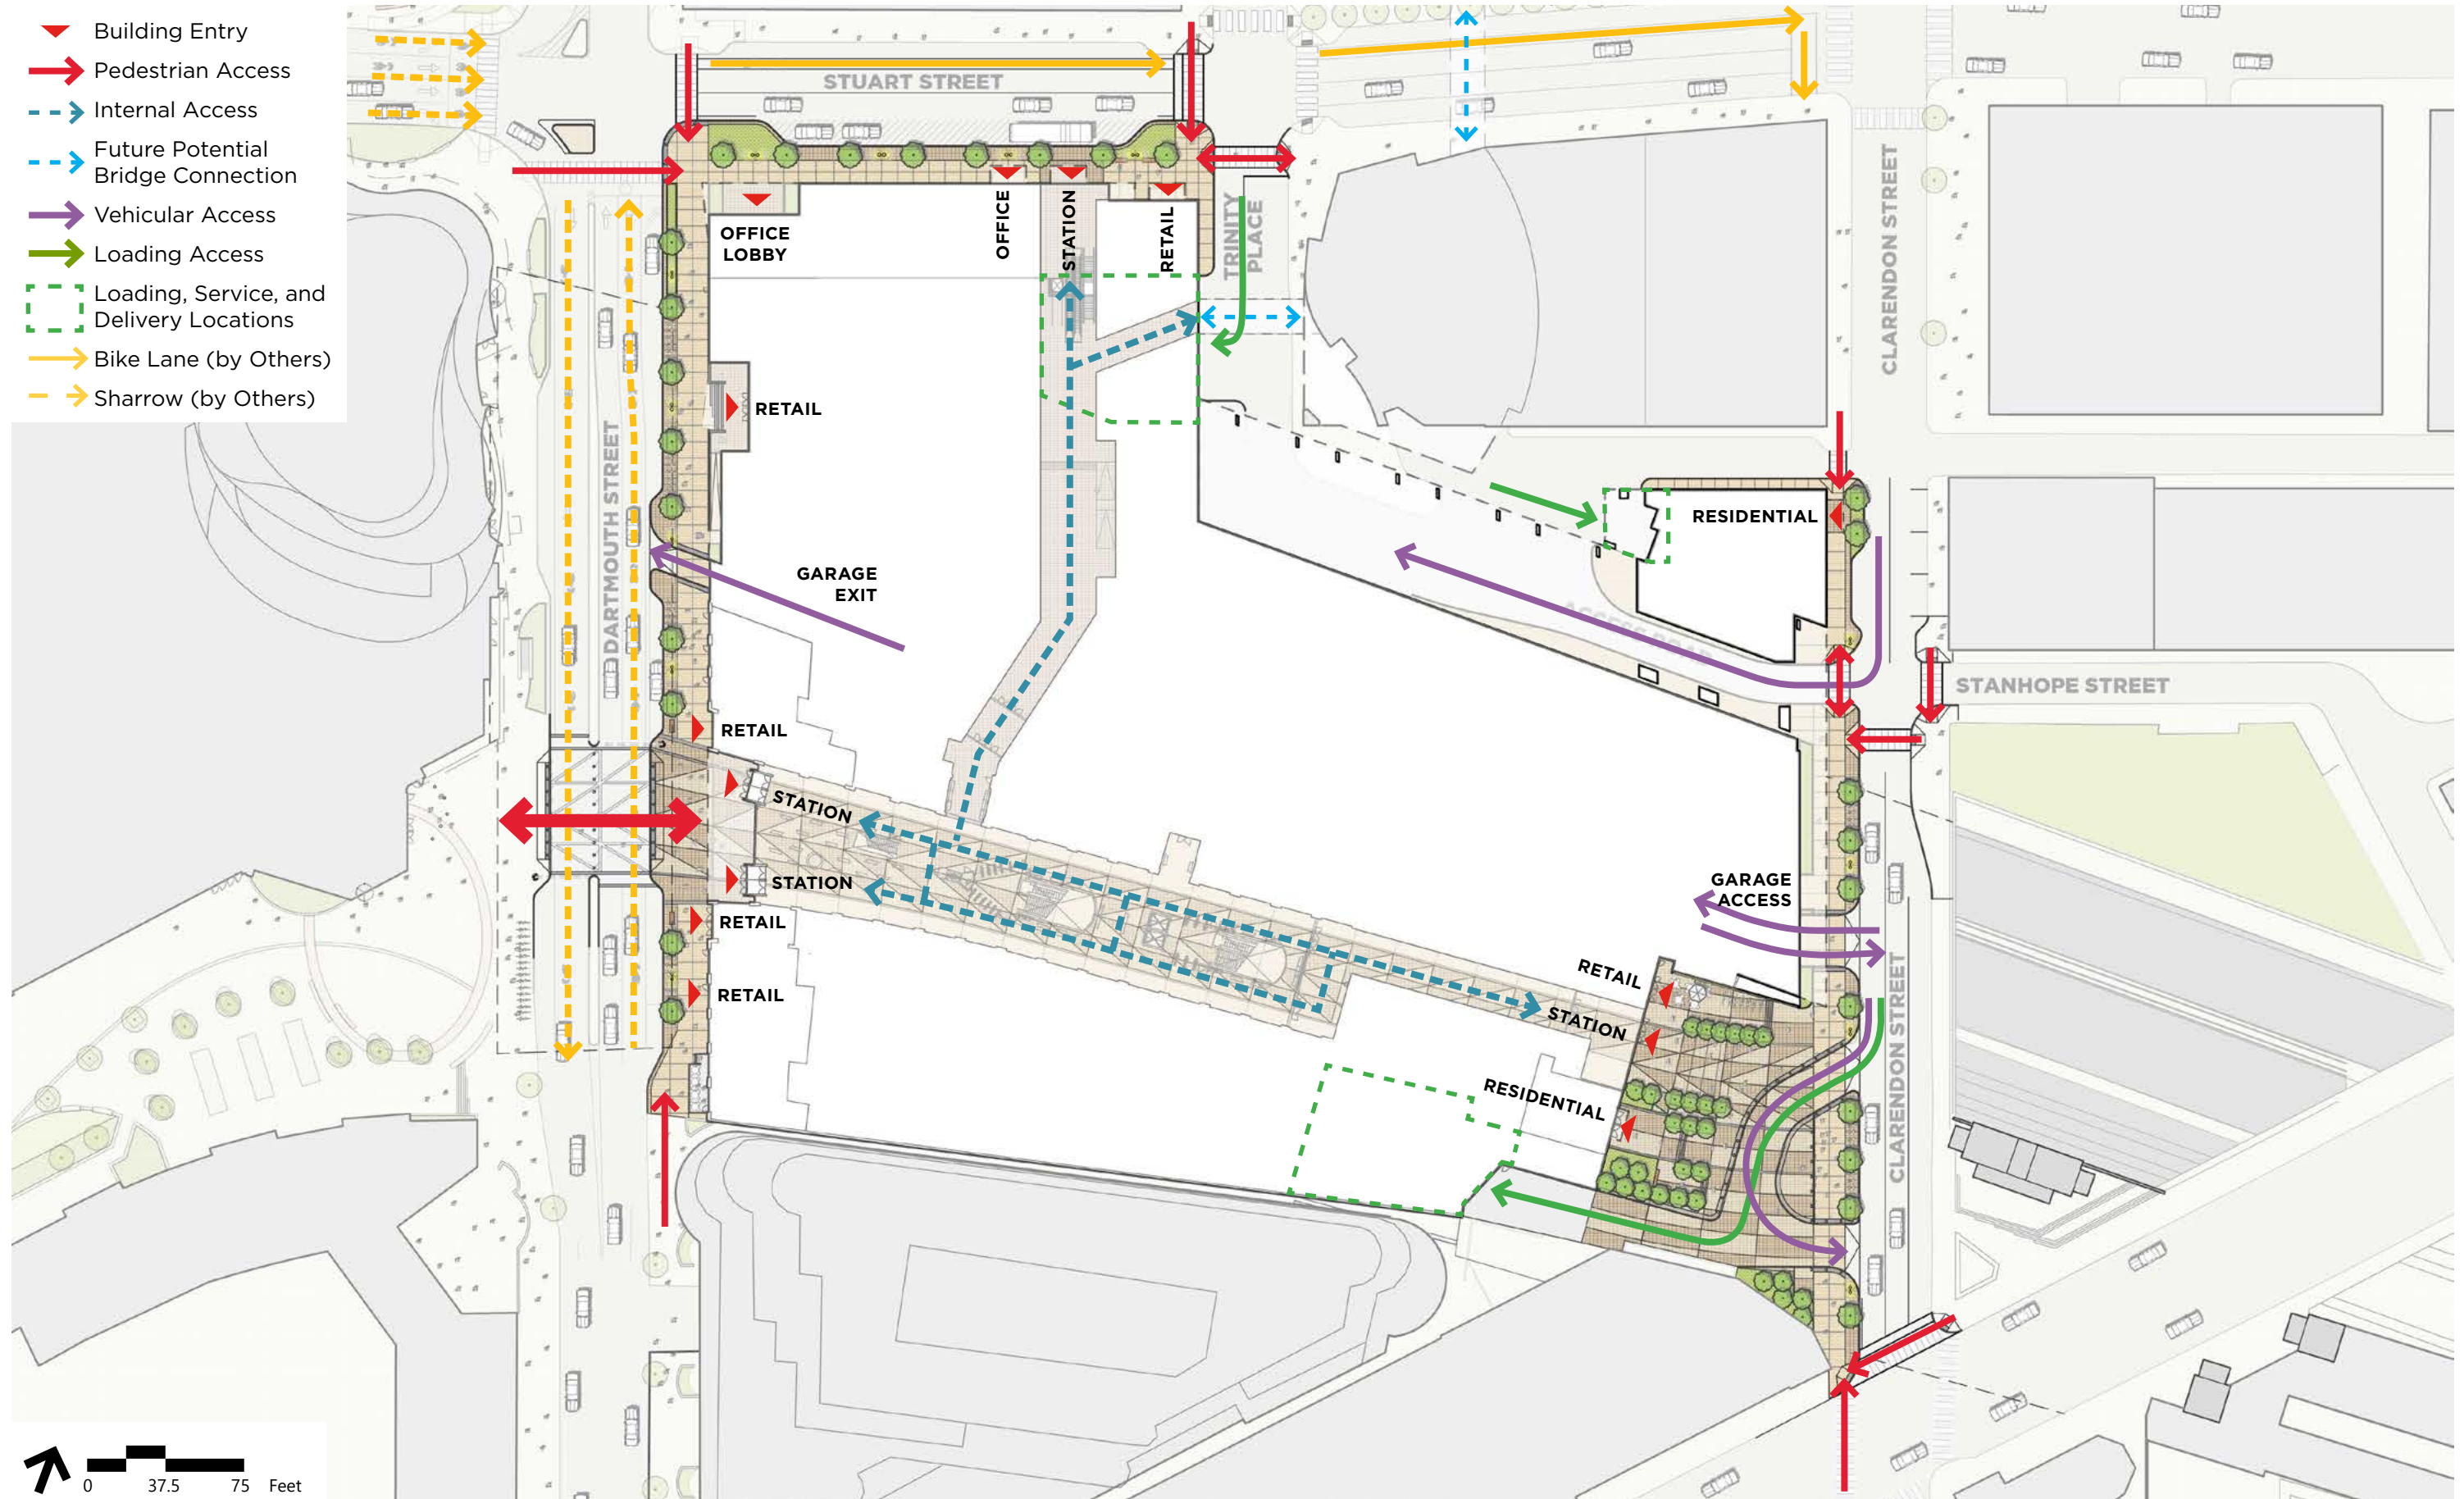 Building Entry
Pedestrian Access
Internal Access
Future Potential
Bridge Connection
Vehicular Access
Loading Access
Loading, Service, and
Delivery Locations
Bike Lane (by Others)
Sharrow (by Others)
STUART STREET
OFFICE
LOBBY
OFFICE
STATION
RETAIL
TRINITY
PLACE
CLARENDON STREET
RETAIL
DARTMOUTH STREET
GARAGE
EXIT
RESIDENTIAL
ACCESS ROAD
STANHOPE STREET
RETAIL
STATION
STATION
RETAIL
RETAIL
GARAGE
ACCESS
RETAIL
STATION
RESIDENTIAL
CLARENDON STREET
0 37.5 75 Feet